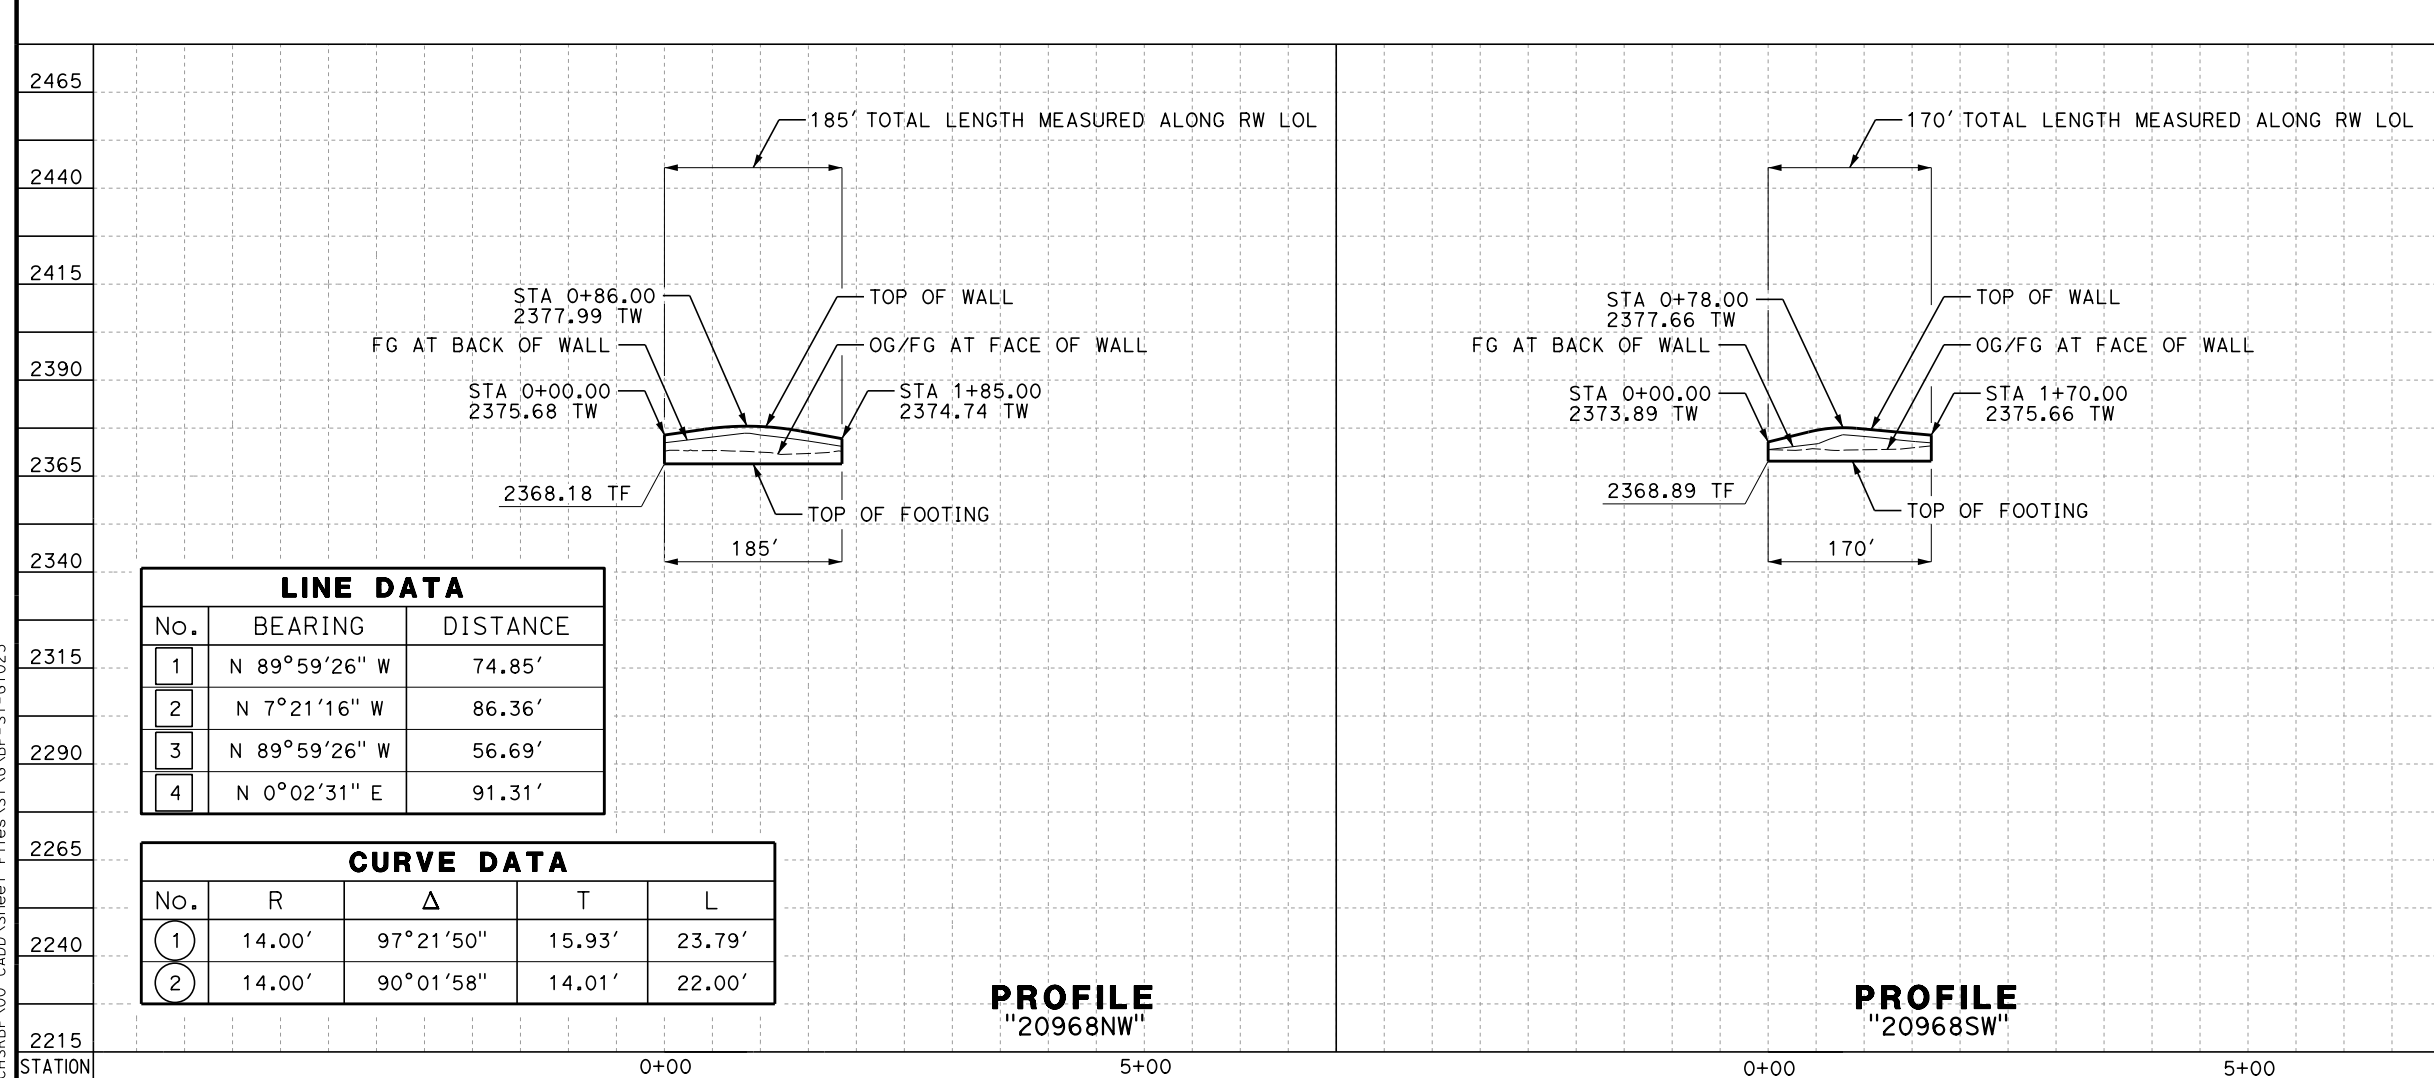 2465
2440
2415
2390
2365
2340
2315
2290
2265
2240
2215
STATION
185' TOTAL LENGTH MEASURED ALONG RW LOL
STA 0+86.00
2377.99 TW
TOP OF WALL
FG AT BACK OF WALL
OG/FG AT FACE OF WALL
STA 0+00.00
2375.68 TW
STA 1+85.00
2374.74 TW
2368.18 TF
TOP OF FOOTING
185'
LINE DATA
No. BEARING DISTANCE
1 N 89°59'26" W 74.85'
2 N 7°21'16" W 86.36'
3 N 89°59'26" W 56.69'
4 N 0°02'31" E 91.31'
CURVE DATA
No. R Δ T L
1 14.00' 97°21'50" 15.93' 23.79'
2 14.00' 90°01'58" 14.01' 22.00'
PROFILE
"20968NW"
0+00 5+00
170' TOTAL LENGTH MEASURED ALONG RW LOL
STA 0+78.00
2377.66 TW
TOP OF WALL
FG AT BACK OF WALL
OG/FG AT FACE OF WALL
STA 0+00.00
2373.89 TW
STA 1+70.00
2375.66 TW
2368.89 TF
TOP OF FOOTING
170'
PROFILE
"20968SW"
0+00 5+00